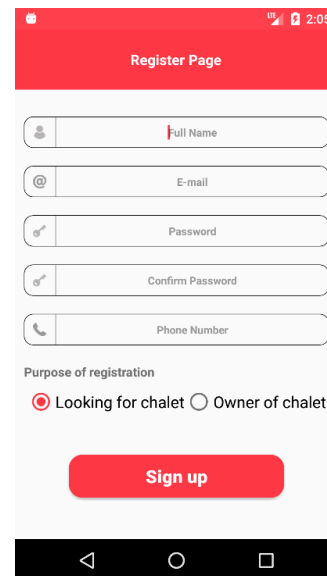 LTE 2:05
Register Page
Full Name
@ E-mail
Password
Confirm Password
Phone Number
Purpose of registration
Looking for chalet Owner of chalet
Sign up